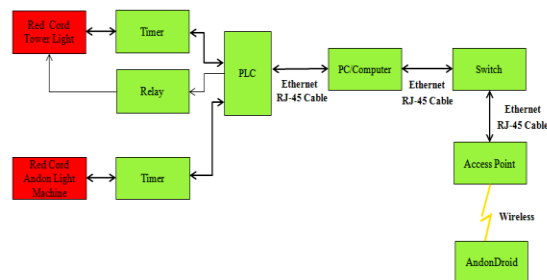 Red Cord
Tower Light
Timer
Relay
PLC
Ethernet
RJ-45 Cable
PC/Computer
Ethernet
RJ-45 Cable
Switch
Ethernet
RJ-45 Cable
Access Point
Wireless
AndonDroid
Red Cord
Andon Light
Machine
Timer